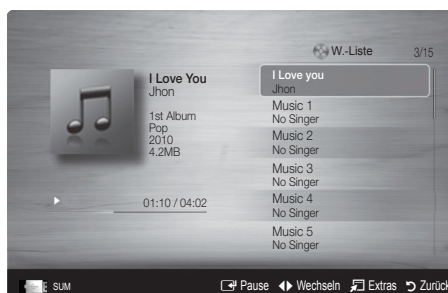 W.-Liste 3/15
I Love You
Jhon
1st Album
Pop
2010
4.2MB
01:10 / 04:02
I Love you
Jhon
Music 1
No Singer
Music 2
No Singer
Music 3
No Singer
Music 4
No Singer
Music 5
No Singer
SUM Pause Wechseln Extras Zurück